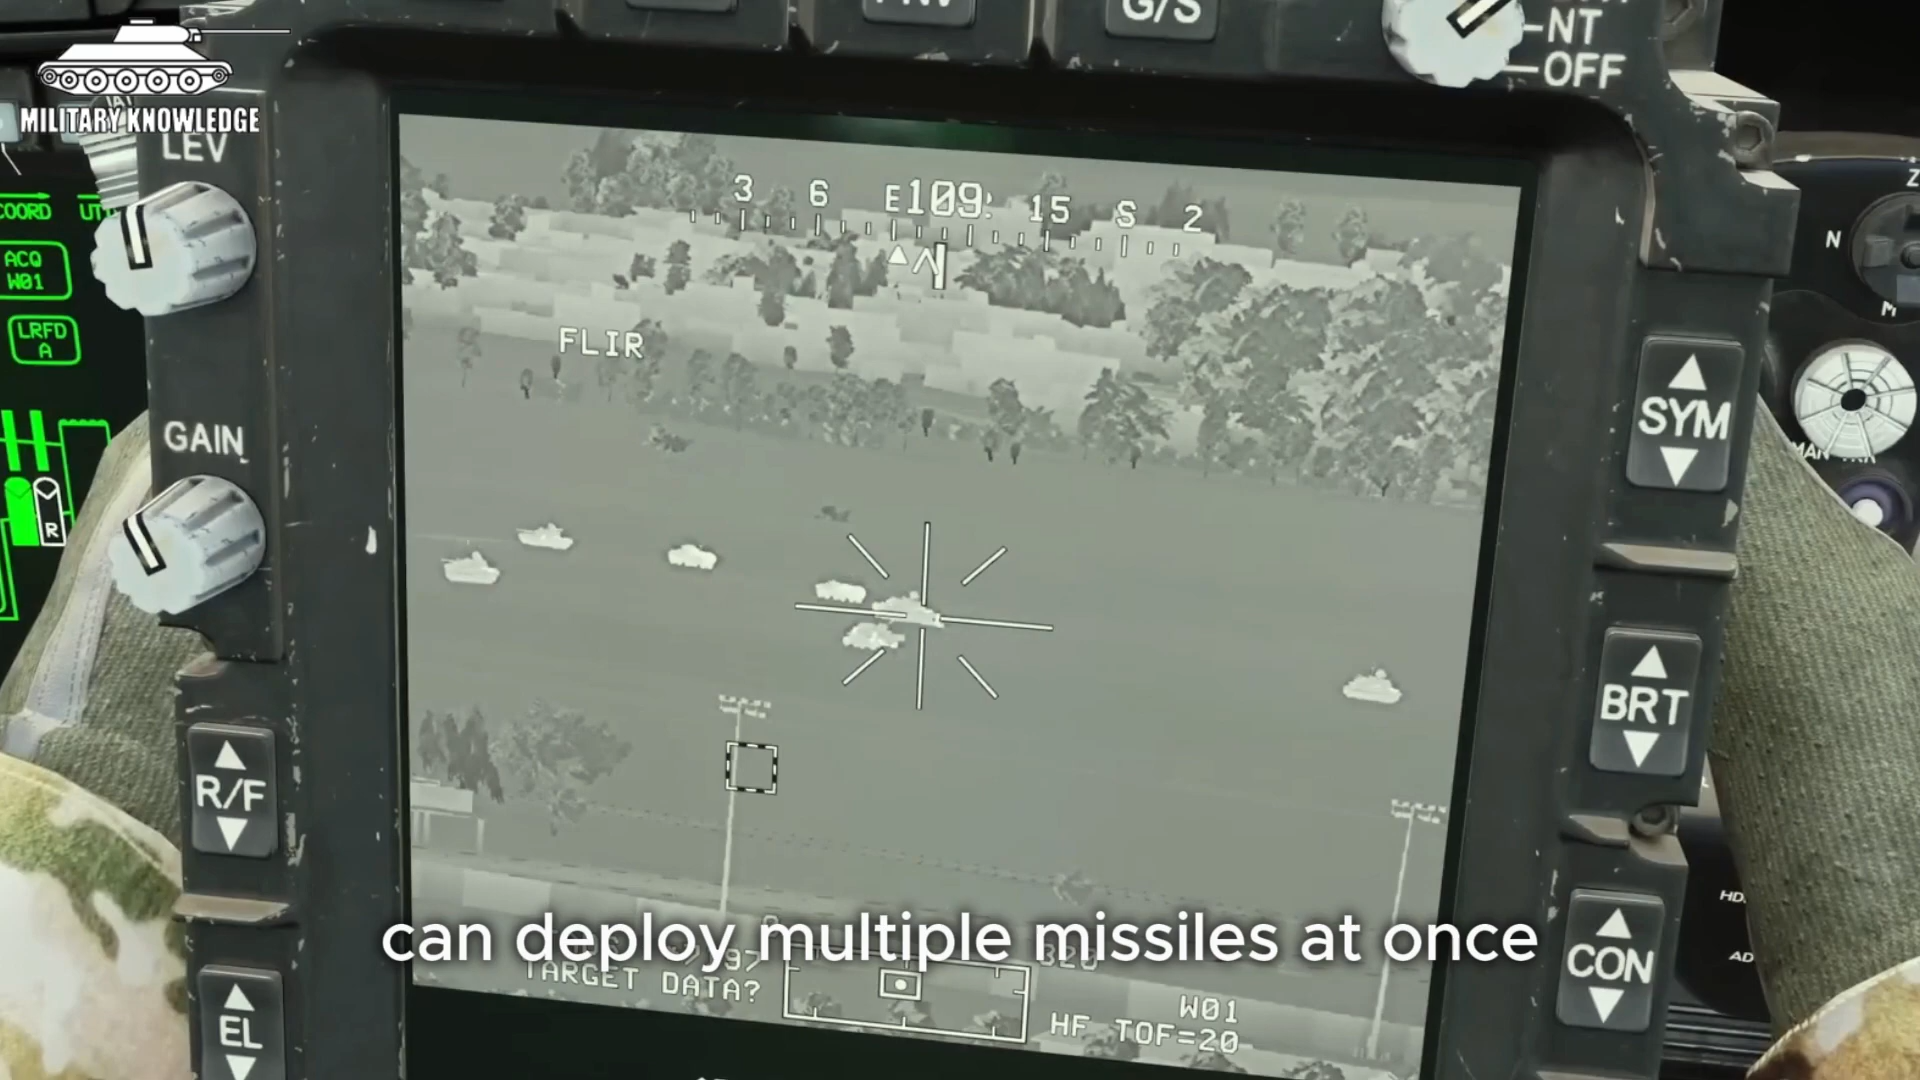 G/S
NT
OFF
MILITARY KNOWLEDGE
LEV
3 6 E 109 15 S 2
N
COORD
ACQ
W01
FLIR
LRFD
A
M
SYM
GAIN
R
BRT
R/F
can deploy multiple missiles at once
TARGET DATA?
W01
HF TOF=20
CON
EL